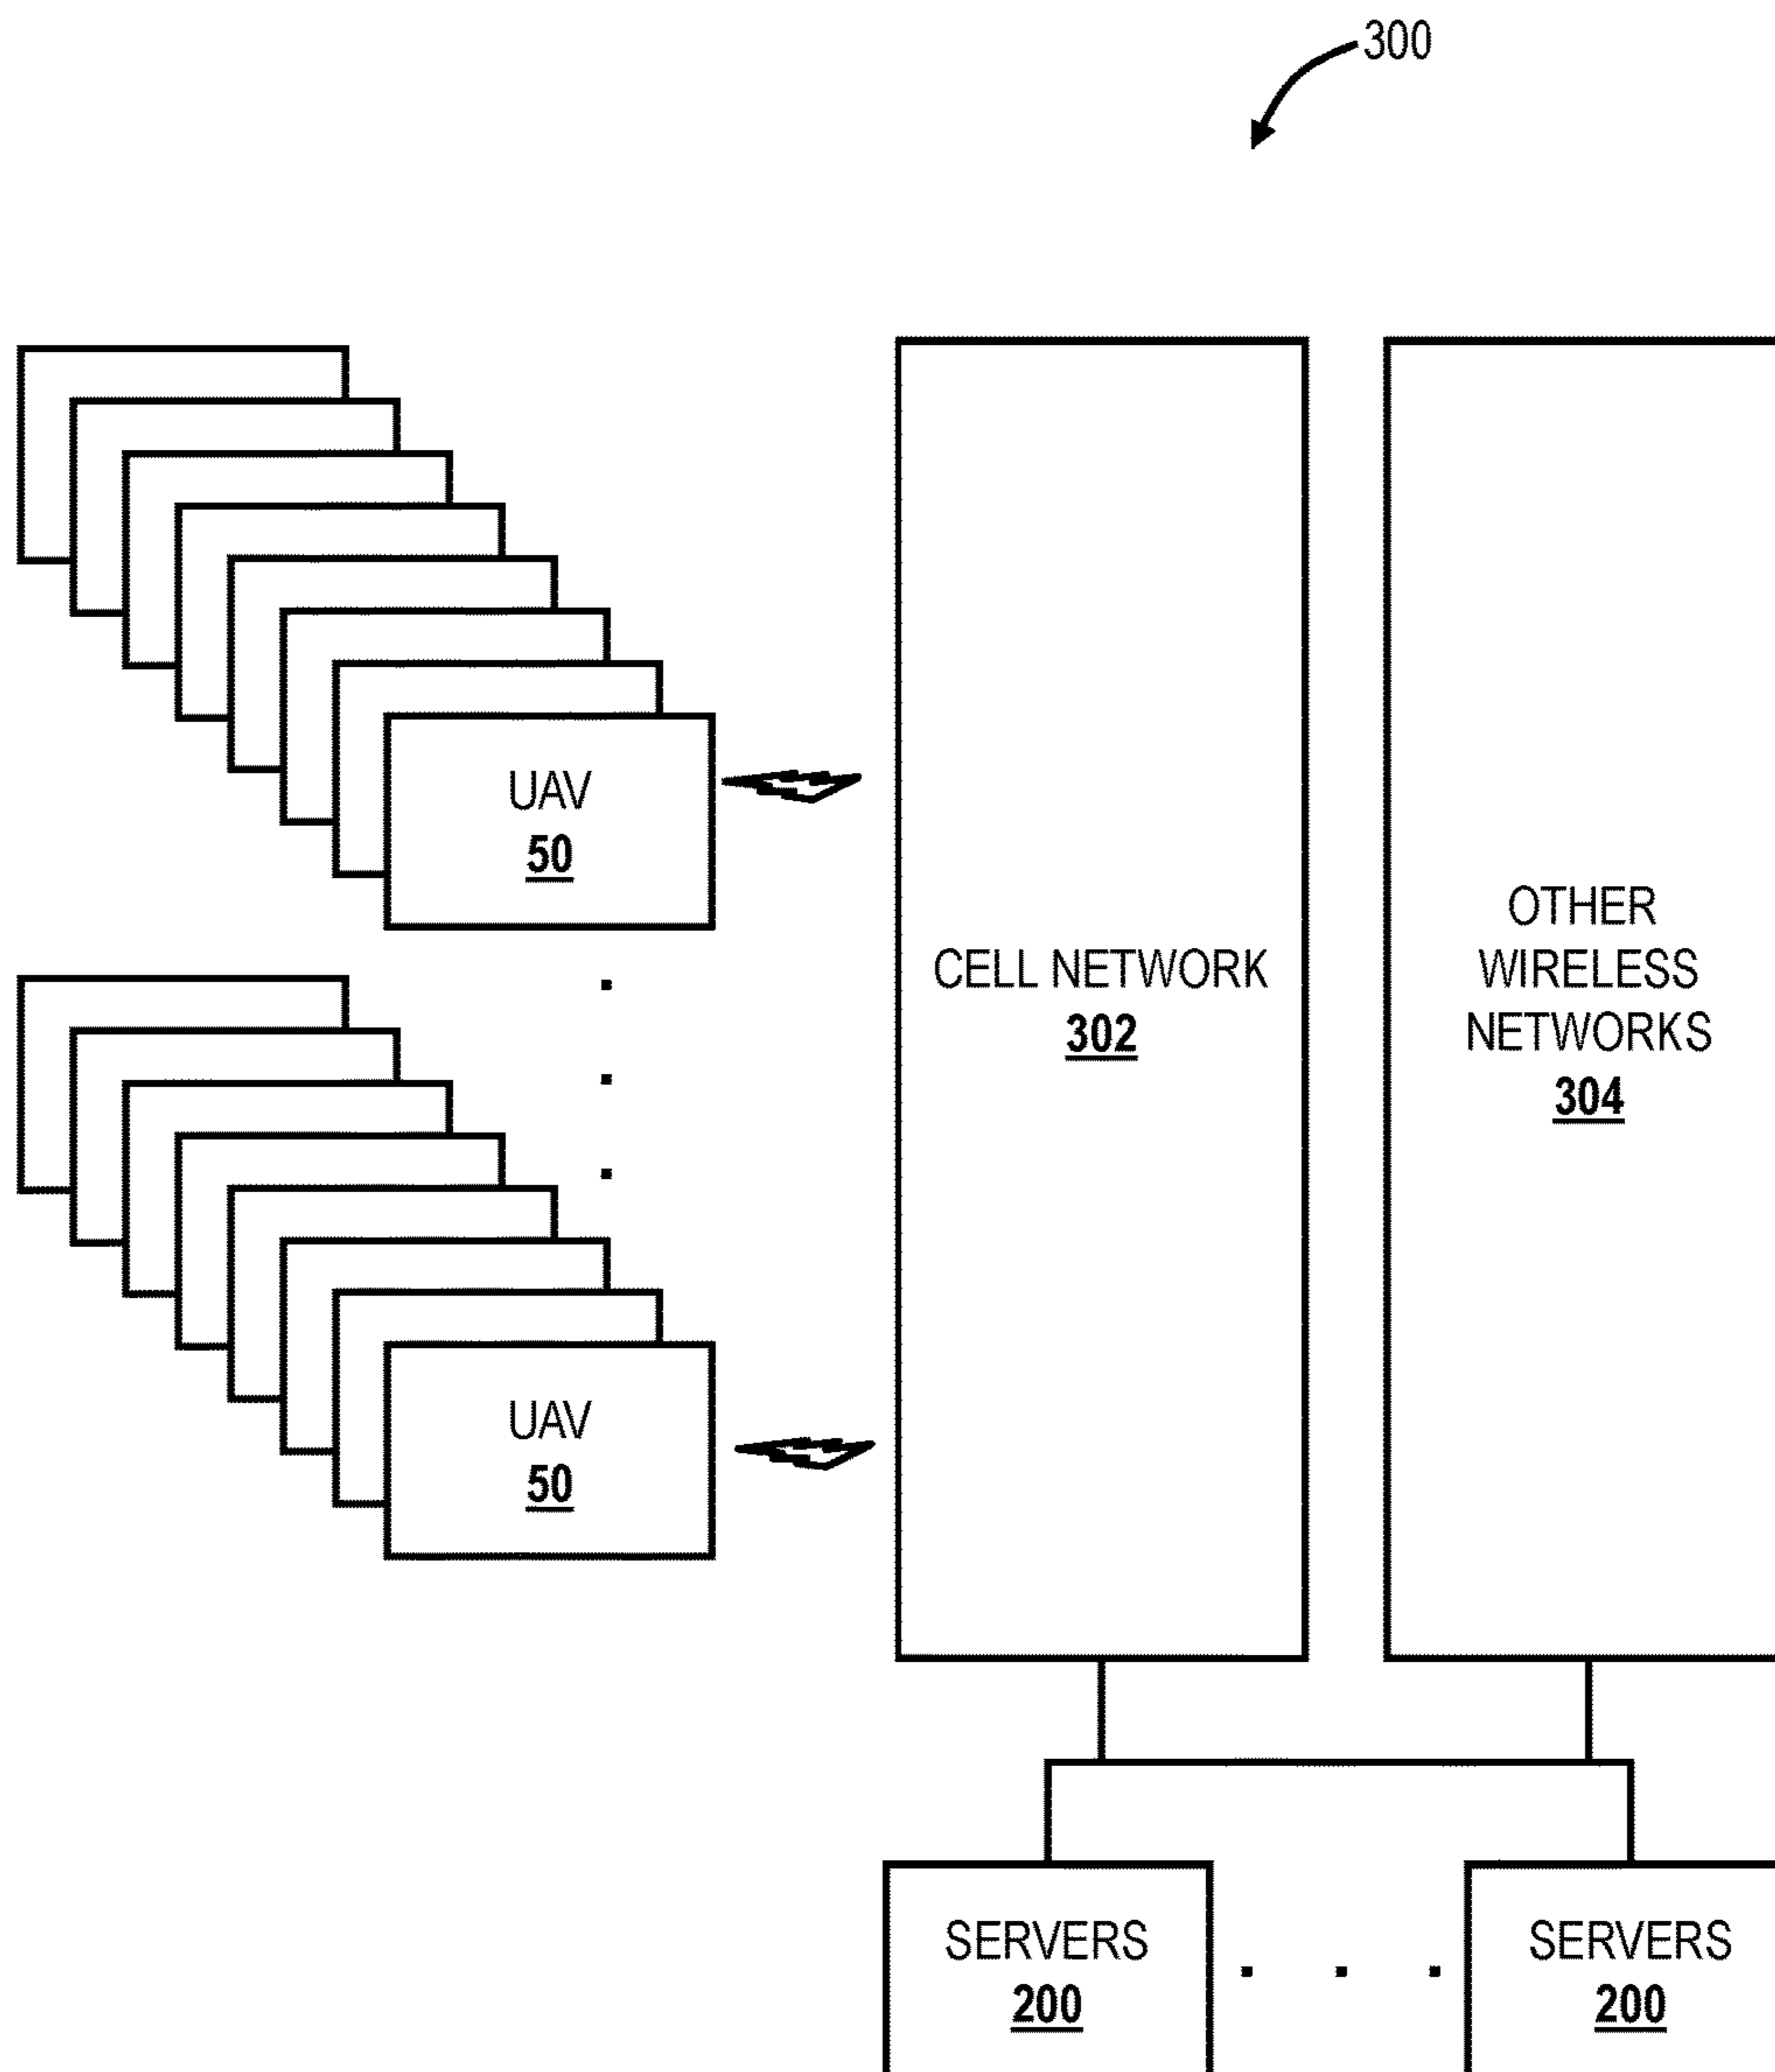 300
UAV
50
CELL NETWORK
302
OTHER
WIRELESS
NETWORKS
304
UAV
50
SERVERS
200
SERVERS
200